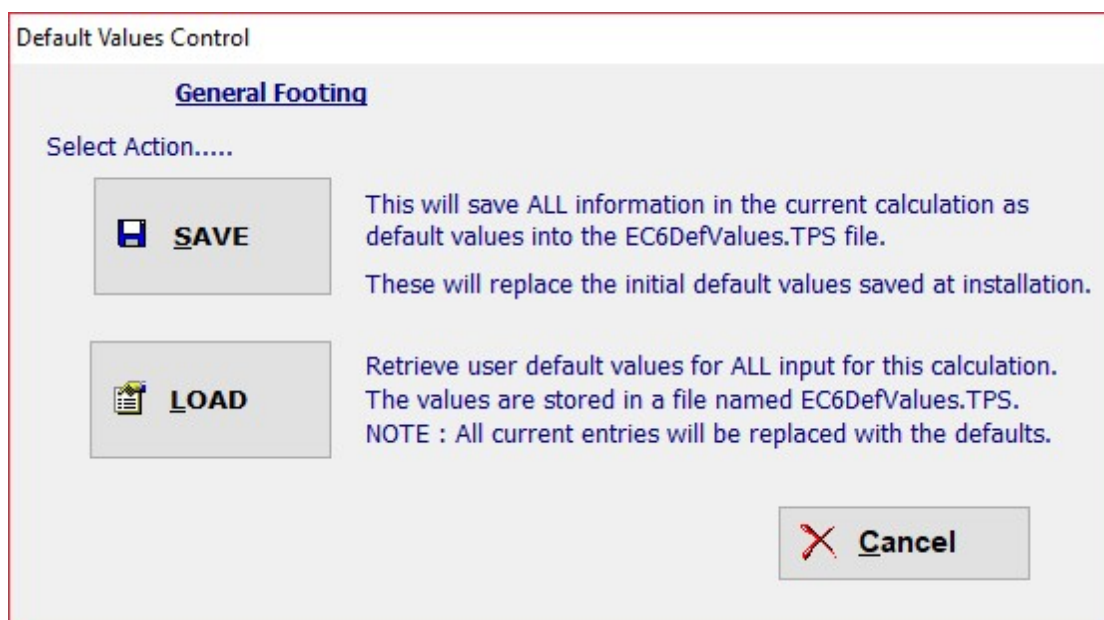 Default Values Control
General Footing
Select Action.....
SAVE
This will save ALL information in the current calculation as
default values into the EC6DefValues.TPS file.
These will replace the initial default values saved at installation.
LOAD
Retrieve user default values for ALL input for this calculation.
The values are stored in a file named EC6DefValues.TPS.
NOTE : All current entries will be replaced with the defaults.
Cancel